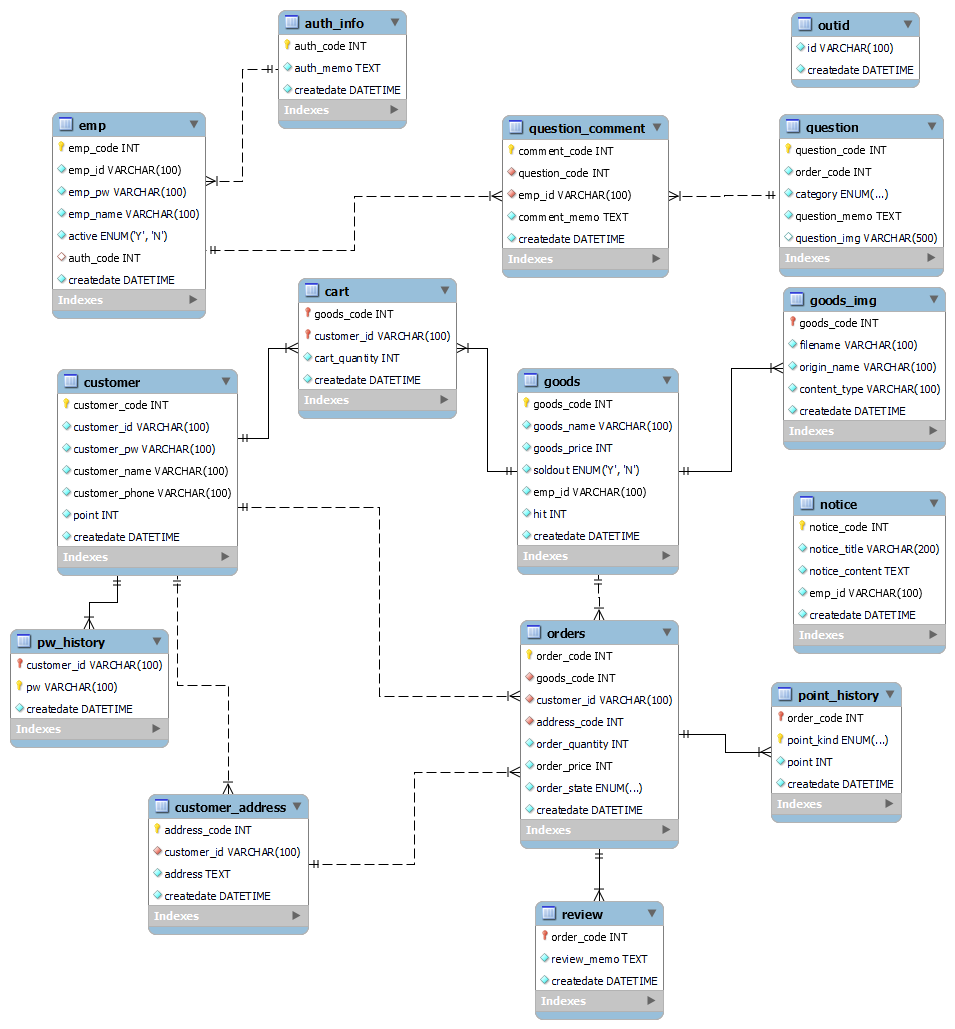 auth_info
auth_code INT
auth_memo TEXT
createdate DATETIME
Indexes
outid
id VARCHAR(100)
createdate DATETIME
emp
emp_code INT
emp_id VARCHAR(100)
emp_pw VARCHAR(100)
emp_name VARCHAR(100)
active ENUM('Y', 'N')
auth_code INT
createdate DATETIME
Indexes
question_comment
comment_code INT
question_code INT
emp_id VARCHAR(100)
comment_memo TEXT
createdate DATETIME
Indexes
question
question_code INT
order_code INT
category ENUM(...)
question_memo TEXT
question_img VARCHAR(500)
Indexes
cart
goods_code INT
customer_id VARCHAR(100)
cart_quantity INT
createdate DATETIME
Indexes
goods_img
goods_code INT
filename VARCHAR(100)
origin_name VARCHAR(100)
content_type VARCHAR(100)
createdate DATETIME
Indexes
customer
customer_code INT
customer_id VARCHAR(100)
customer_pw VARCHAR(100)
customer_name VARCHAR(100)
customer_phone VARCHAR(100)
point INT
createdate DATETIME
Indexes
goods
goods_code INT
goods_name VARCHAR(100)
goods_price INT
soldout ENUM('Y', 'N')
emp_id VARCHAR(100)
hit INT
createdate DATETIME
Indexes
notice
notice_code INT
notice_title VARCHAR(200)
notice_content TEXT
emp_id VARCHAR(100)
createdate DATETIME
Indexes
pw_history
customer_id VARCHAR(100)
pw VARCHAR(100)
createdate DATETIME
Indexes
orders
order_code INT
goods_code INT
customer_id VARCHAR(100)
address_code INT
order_quantity INT
order_price INT
order_state ENUM(...)
createdate DATETIME
Indexes
point_history
order_code INT
point_kind ENUM(...)
point INT
createdate DATETIME
Indexes
customer_address
address_code INT
customer_id VARCHAR(100)
address TEXT
createdate DATETIME
Indexes
review
order_code INT
review_memo TEXT
createdate DATETIME
Indexes